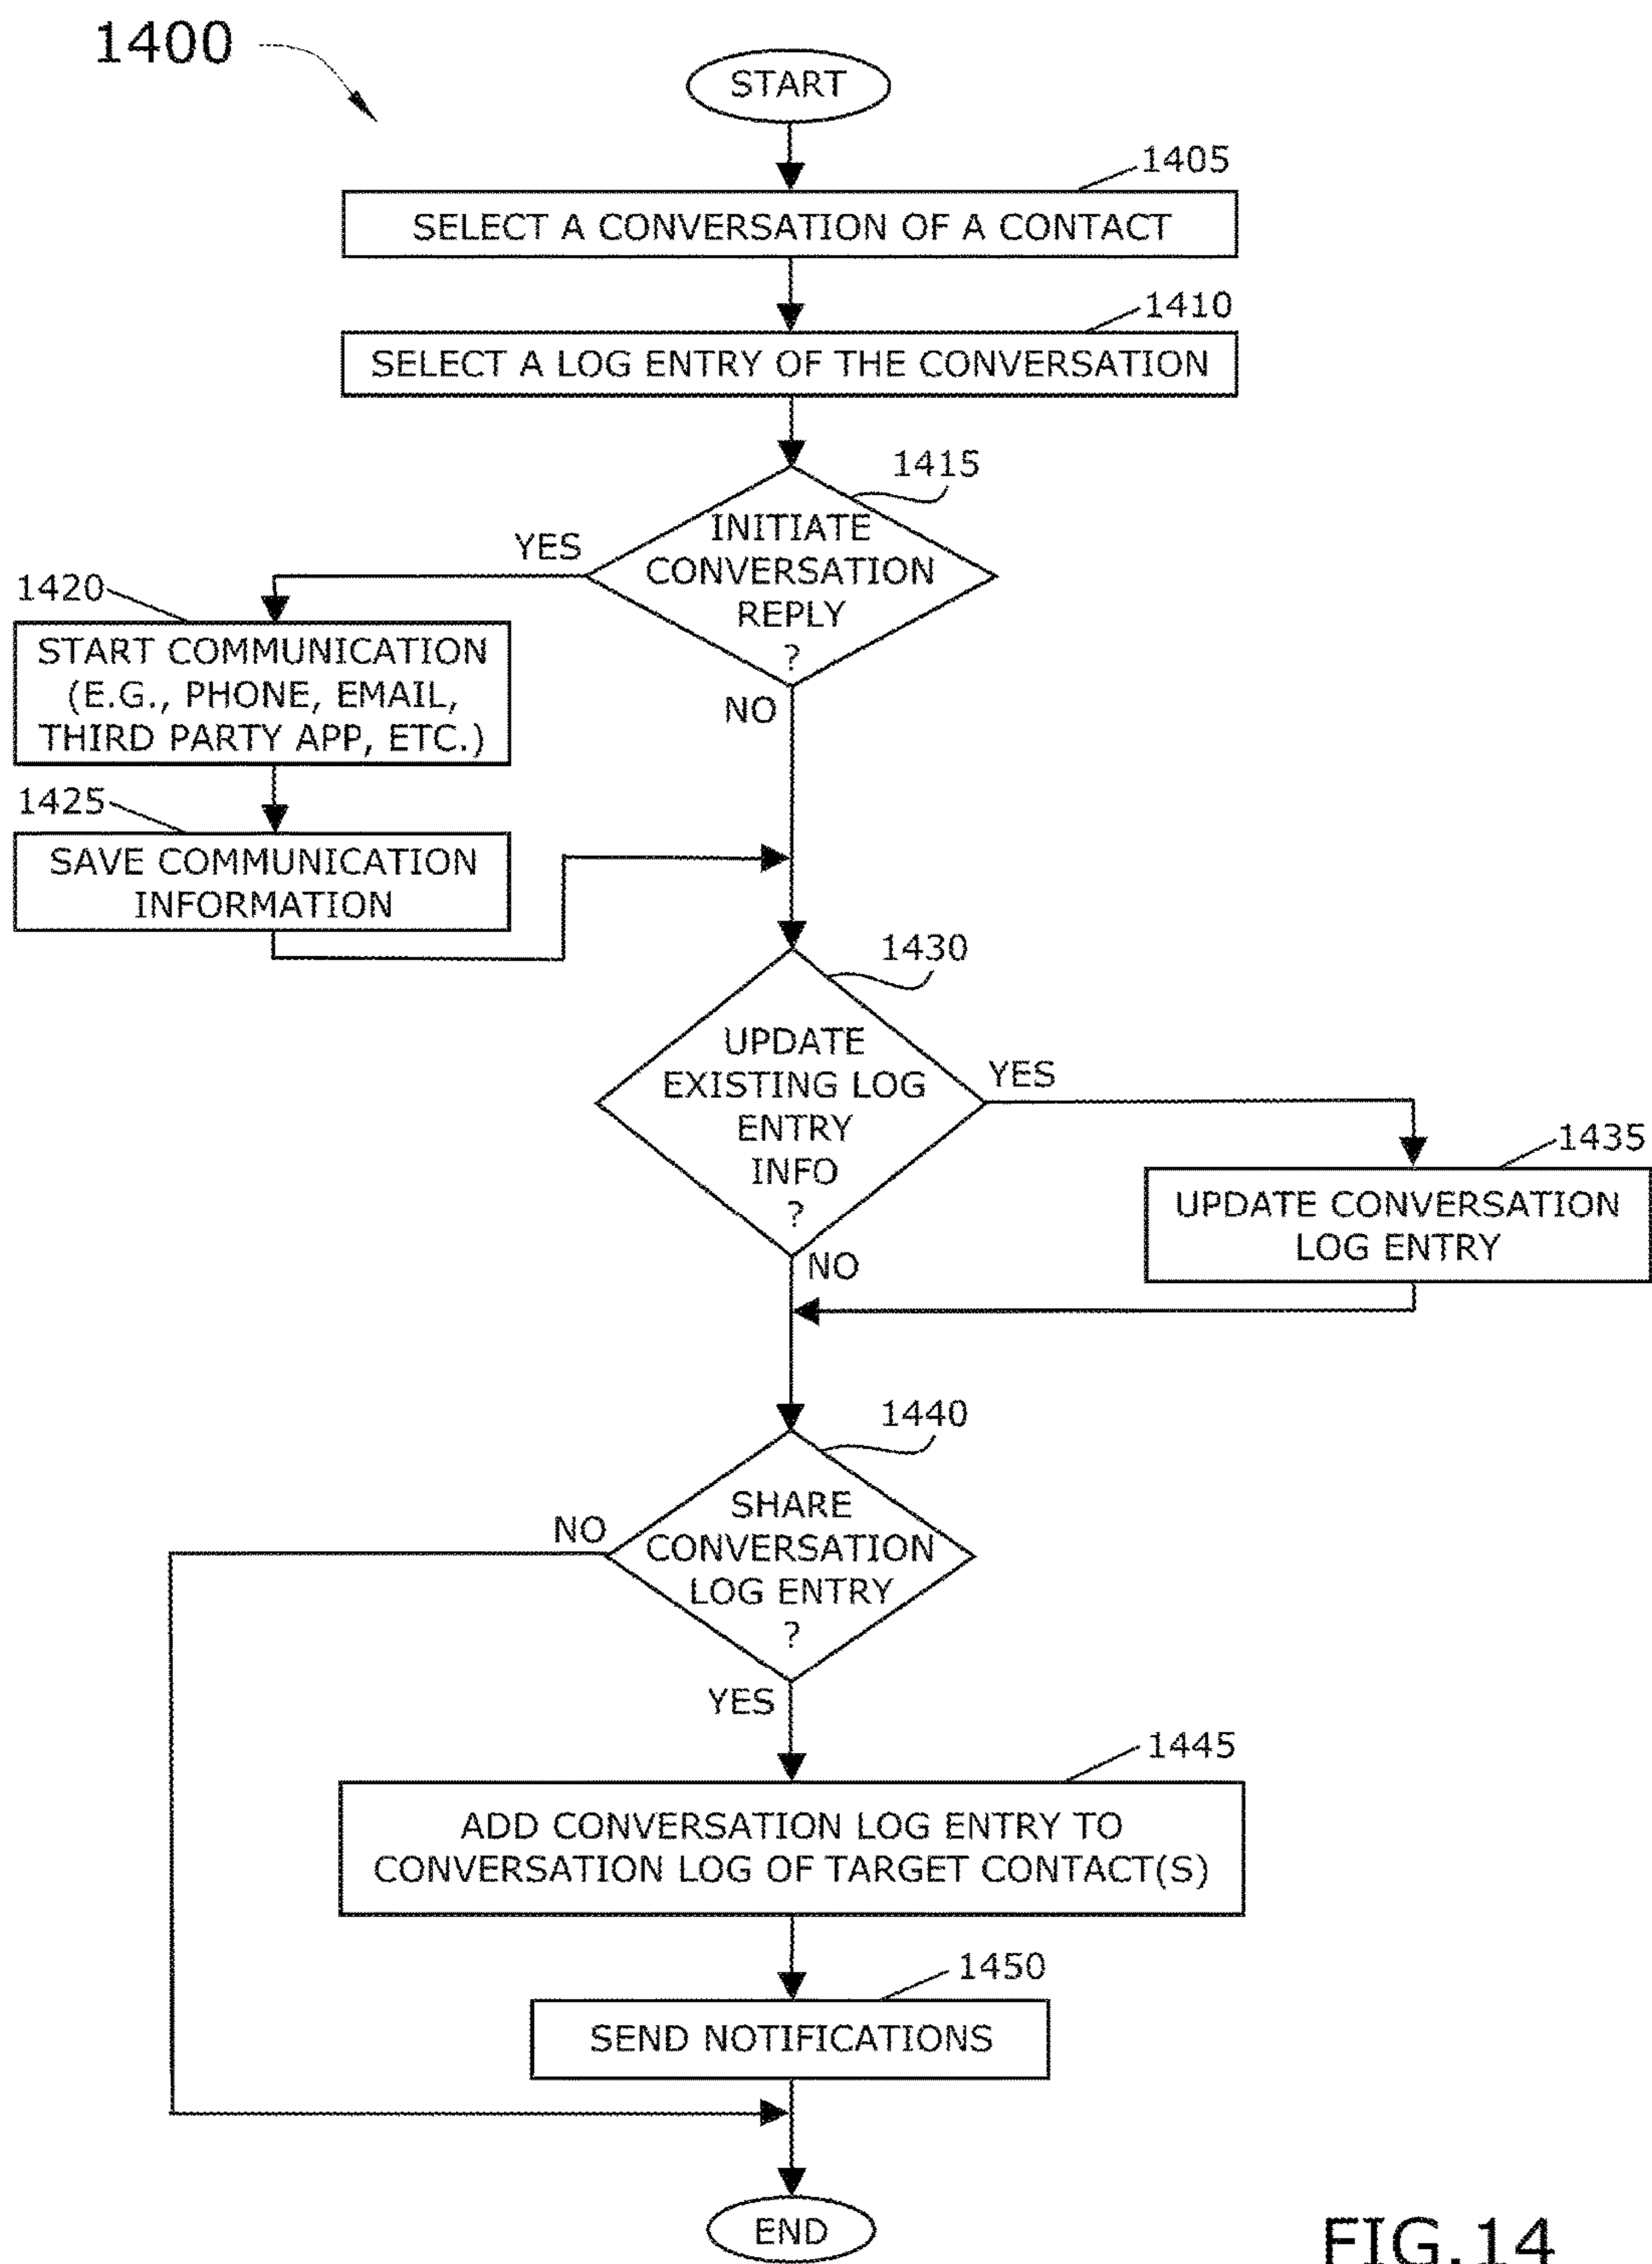 1400
START
1405
SELECT A CONVERSATION OF A CONTACT
1410
SELECT A LOG ENTRY OF THE CONVERSATION
1415
INITIATE
CONVERSATION
REPLY
?
YES
NO
1420
START COMMUNICATION
(E.G., PHONE, EMAIL,
THIRD PARTY APP, ETC.)
1425
SAVE COMMUNICATION
INFORMATION
1430
UPDATE
EXISTING LOG
ENTRY
INFO
?
YES
NO
1435
UPDATE CONVERSATION
LOG ENTRY
1440
SHARE
CONVERSATION
LOG ENTRY
?
NO
YES
1445
ADD CONVERSATION LOG ENTRY TO
CONVERSATION LOG OF TARGET CONTACT(S)
1450
SEND NOTIFICATIONS
END
FIG.14